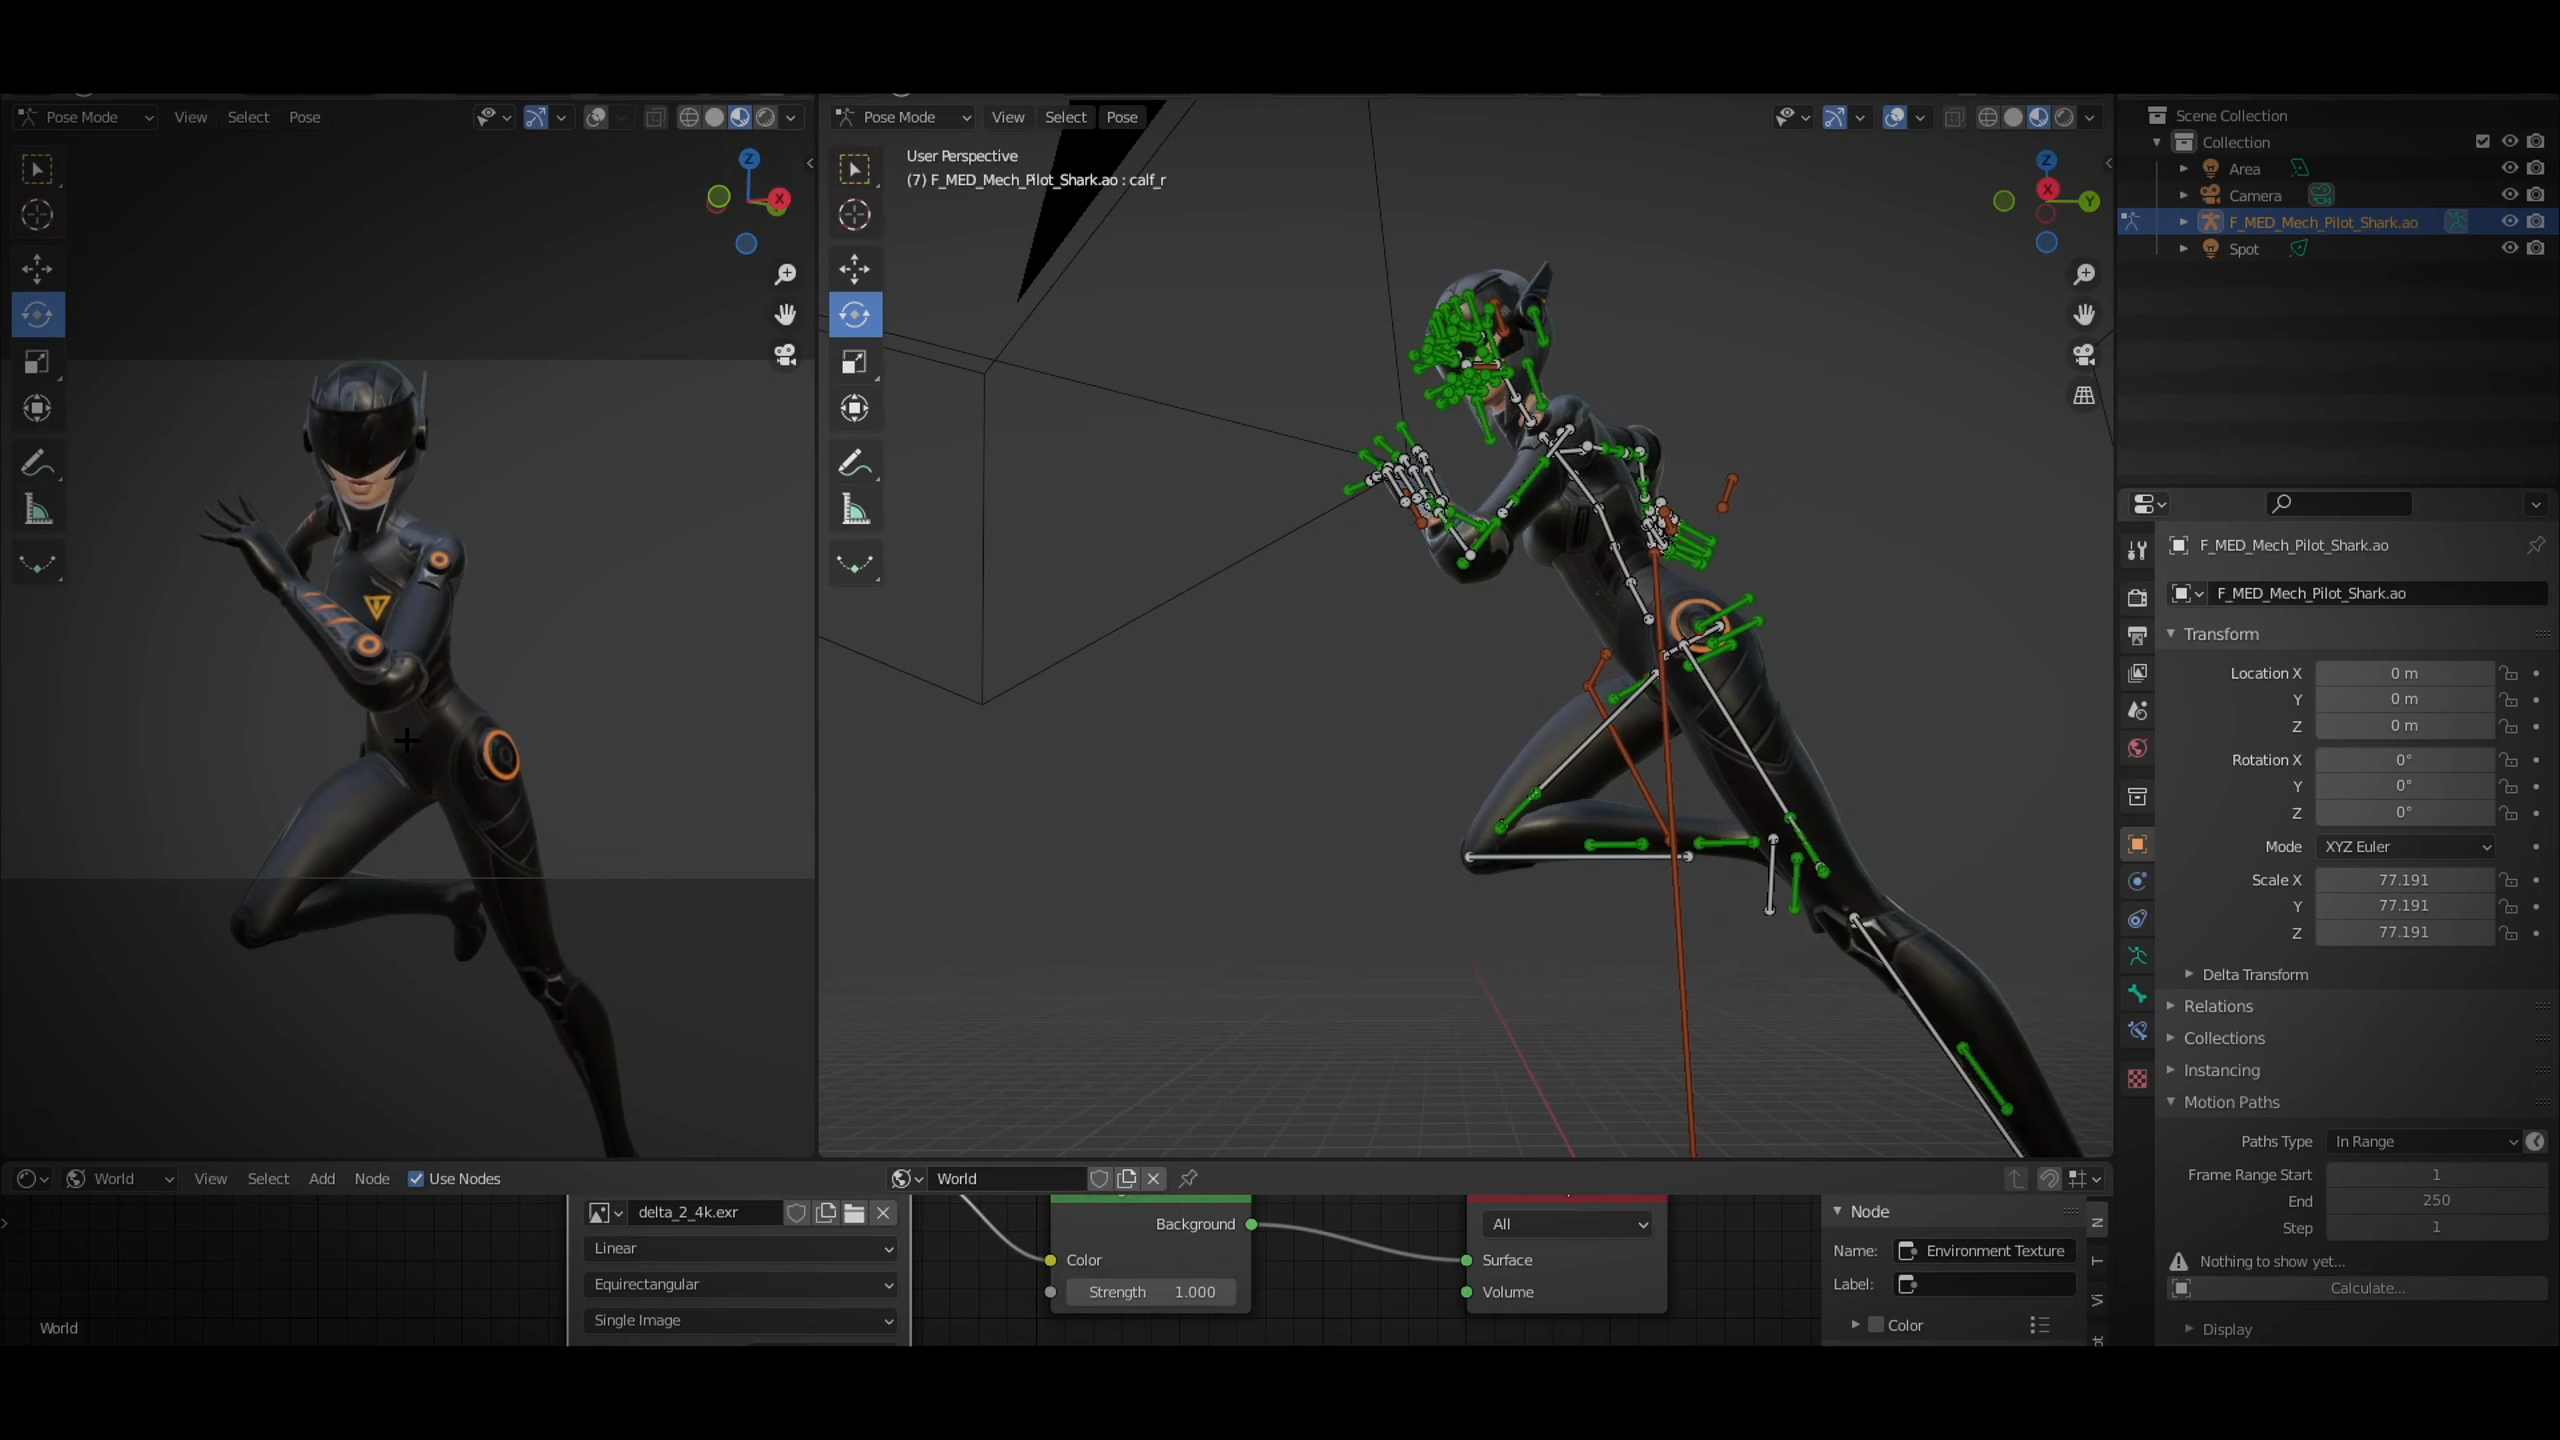 Pose Mode View Select Pose
Z
X
Pose Mode View Select Pose
User Perspective
(7) F_MED_Mech_Pilot_Shark.ao : calf_r
Z
X
Y
Scene Collection
Collection
Area
Camera
F_MED_Mech_Pilot_Shark.ao
Spot
F_MED_Mech_Pilot_Shark.ao
F_MED_Mech_Pilot_Shark.ao
Transform
Location X 0 m
Y 0 m
Z 0 m
Rotation X 0°
Y 0°
Z 0°
Mode XYZ Euler
Scale X 77.191
Y 77.191
Z 77.191
Delta Transform
Relations
Collections
Instancing
Motion Paths
Paths Type In Range
Frame Range Start 1
End 250
Step 1
Nothing to show yet...
Calculate...
Display
World View Select Add Node Use Nodes World
delta_2_4k.exr
Linear
Equirectangular
Single Image
Background
Color
Strength 1.000
All
Surface
Volume
Node
Name: Environment Texture
Label:
Color
N
T
Vi
World